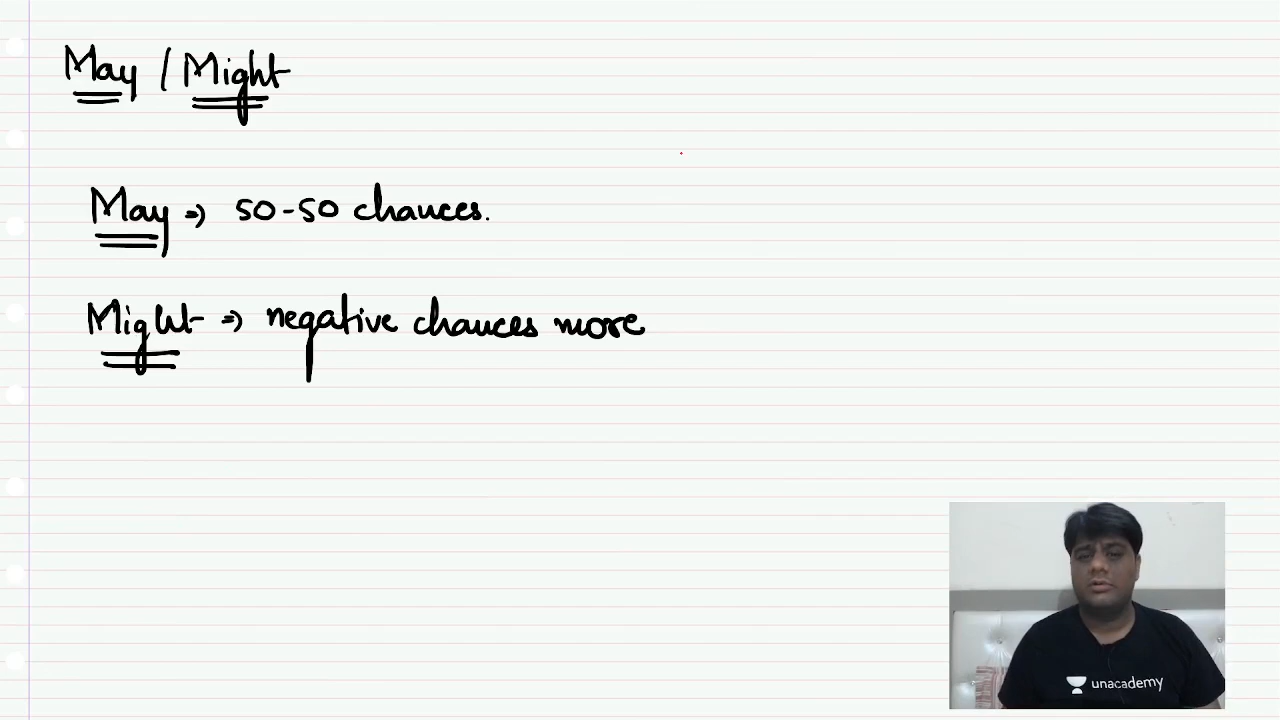 May / Might
May ⇒ 50-50 chances.
Might ⇒ negative chances more
unacademy